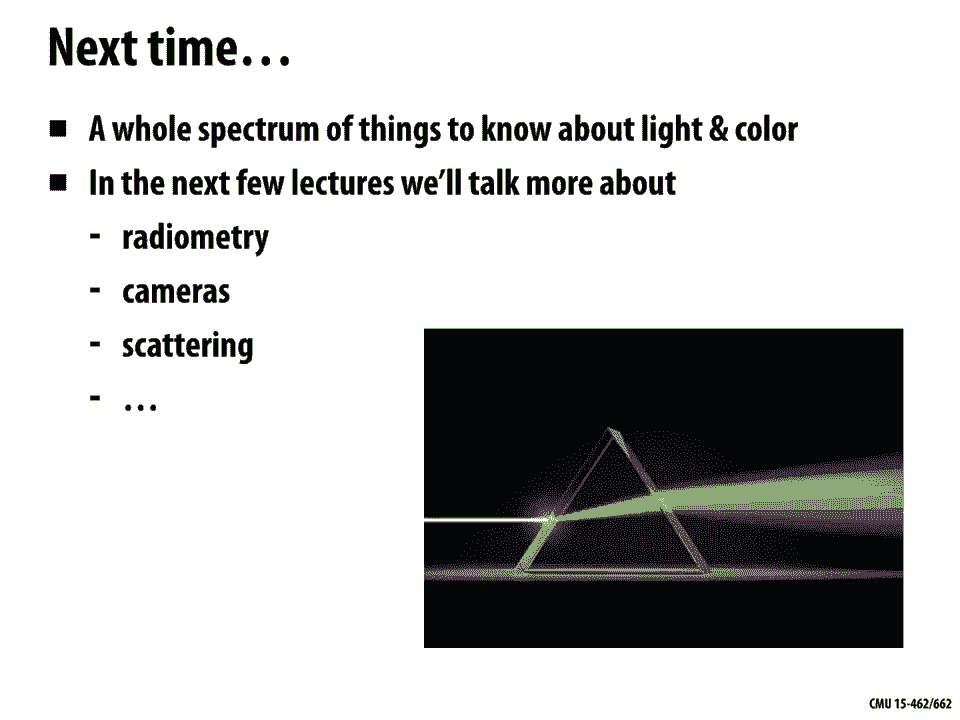 Next time…
■ A whole spectrum of things to know about light & color
■ In the next few lectures we’ll talk more about
- radiometry
- cameras
- scattering
- …
CMU 15-462/662